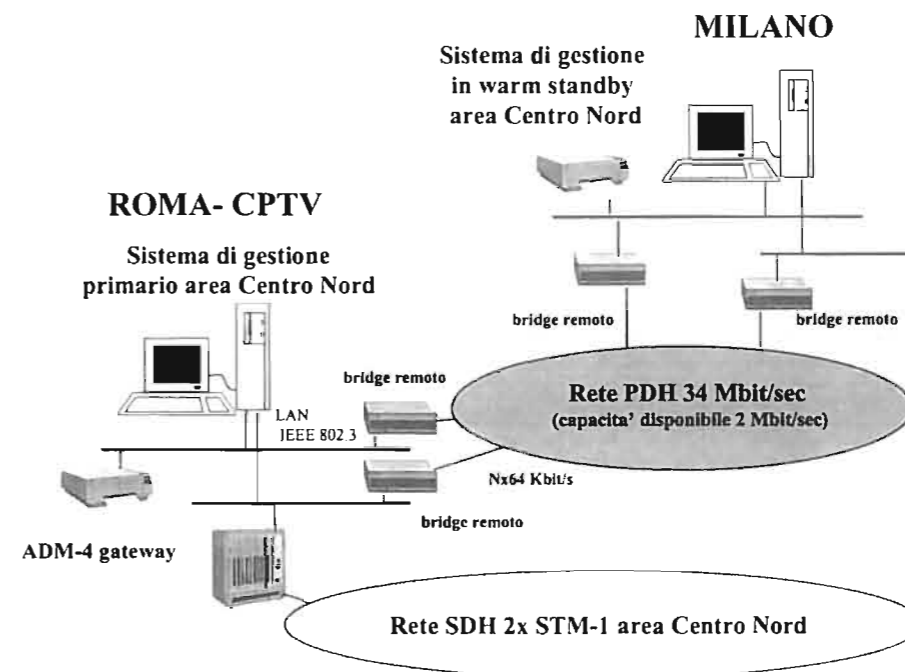 MILANO
Sistema di gestione
in warm standby
area Centro Nord
ROMA- CPTV
Sistema di gestione
primario area Centro Nord
bridge remoto
bridge remoto
bridge remoto
LAN
IEEE 802.3
Rete PDH 34 Mbit/sec
(capacita' disponibile 2 Mbit/sec)
Nx64 Kbit/s
bridge remoto
ADM-4 gateway
Rete SDH 2x STM-1 area Centro Nord